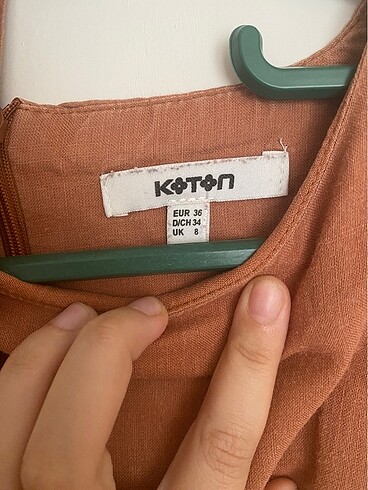 KOTON
EUR 36
D/CH 34
UK 8